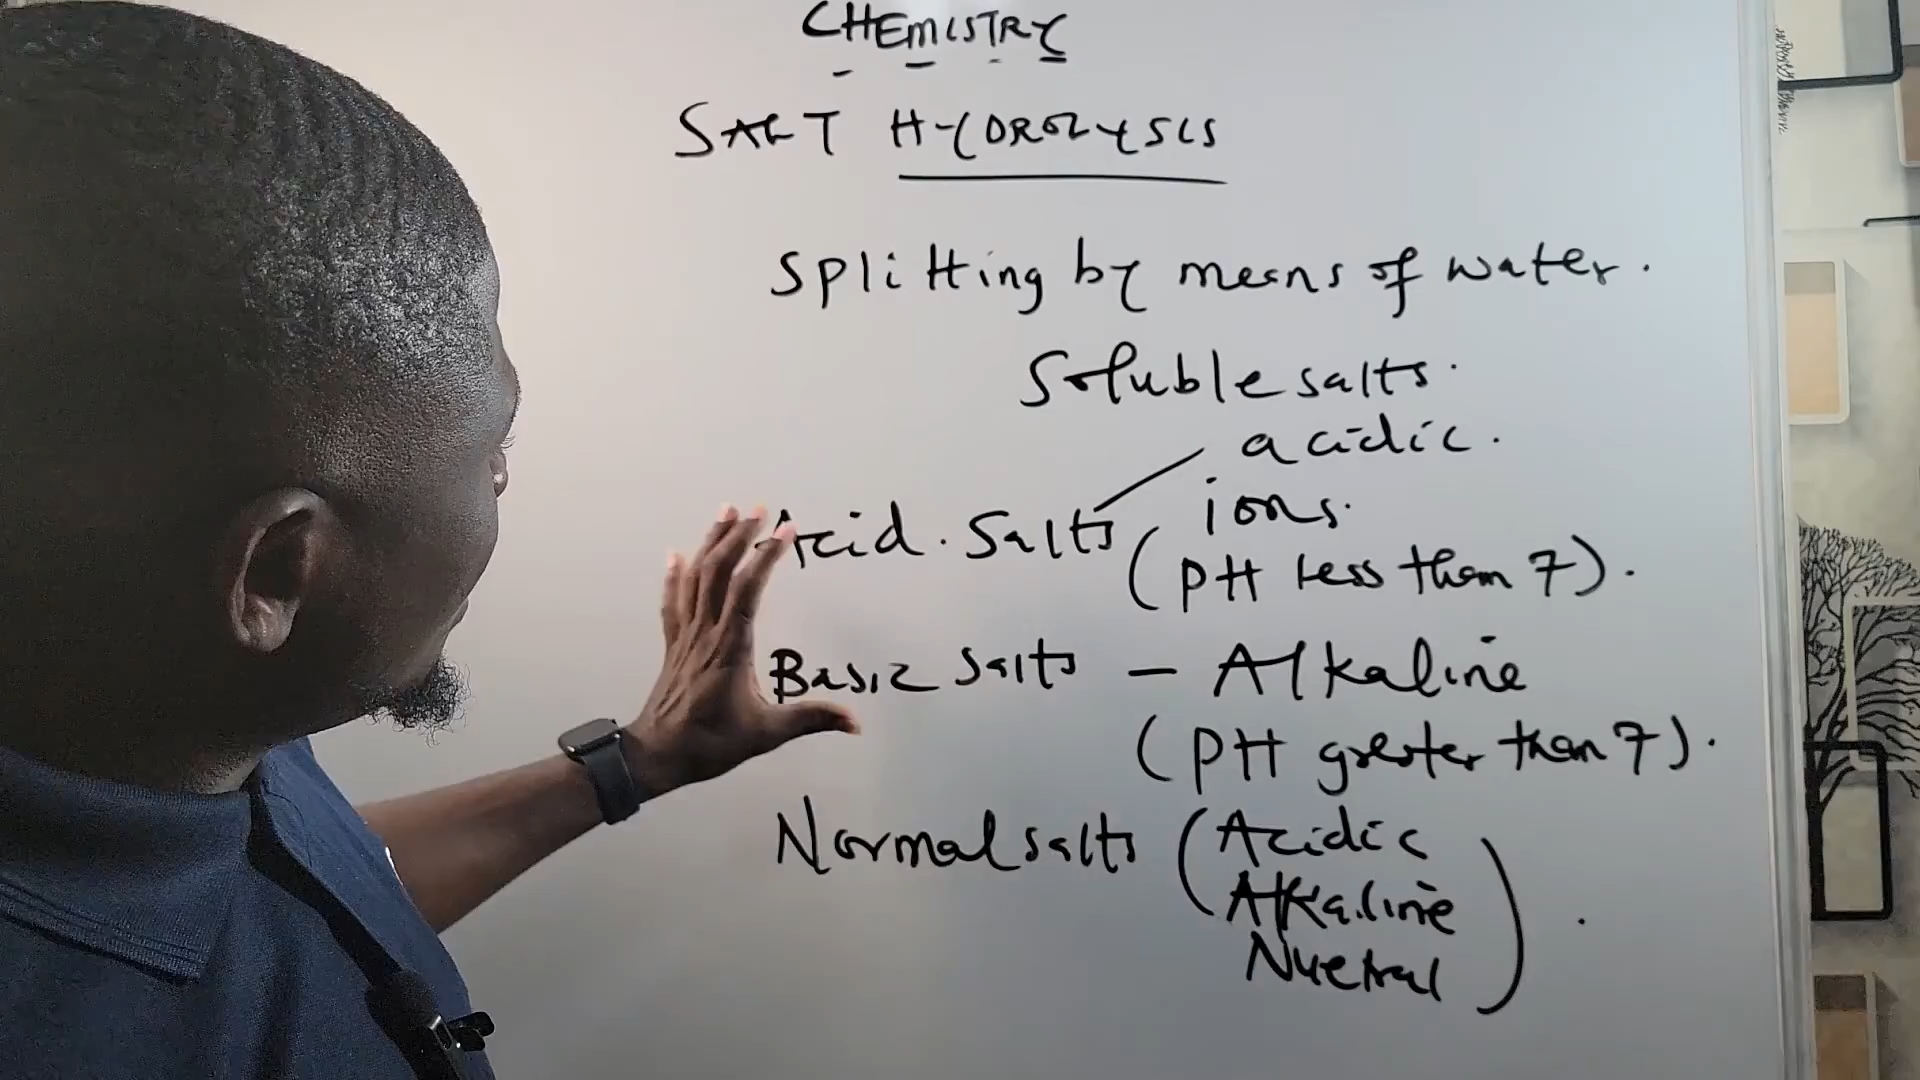 CHEMISTRY
SALT HYDROLYSIS
Splitting by means of water.
Soluble salts.
acidic.
ions.
Acid. Salts
(PH less than 7).
Basic salts - Alkaline
(PH greater than 7).
Normal salts (Acidic
Alkaline
Nuetral) .